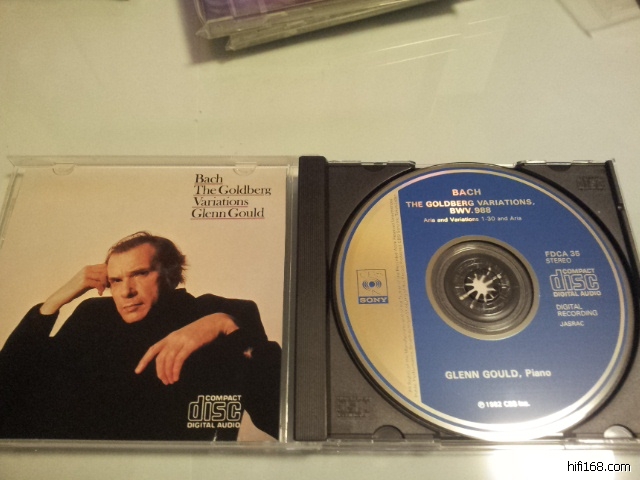 Bach
The Goldberg
Variations
Glenn Gould
COMPACT
disc
DIGITAL AUDIO
BACH
THE GOLDBERG VARIATIONS.
BWV.988
Aria and Variations 1-30 and Aria
FDCA 35
STEREO
COMPACT
disc
DIGITAL AUDIO
SONY
DIGITAL
RECORDING
JASRAC
GLENN GOULD, Piano
℗ 1982 CBS Inc.
hifi168.com